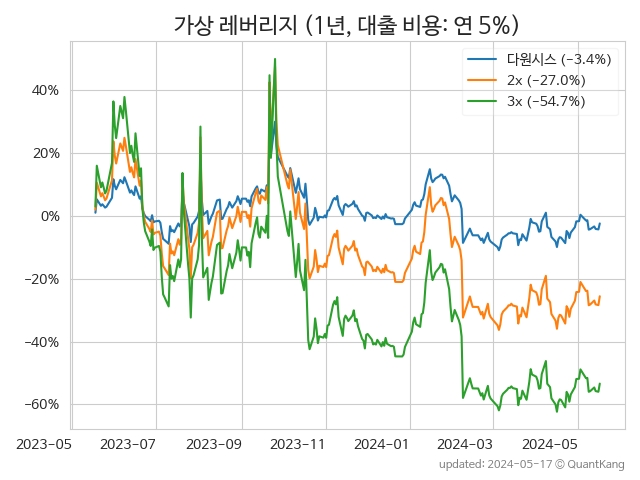 가상 레버리지 (1년, 대출 비용: 연 5%)
다원시스 (−3.4%)
2x (−27.0%)
3x (−54.7%)
40%
20%
0%
−20%
−40%
−60%
2023−05 2023−07 2023−09 2023−11 2024−01 2024−03 2024−05
updated: 2024-05-17 © QuantKang